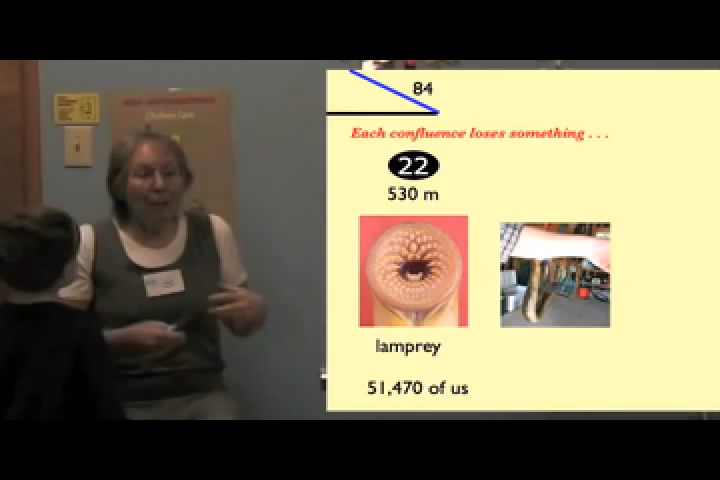 84
Each confluence loses something . . .
22
530 m
lamprey
51,470 of us